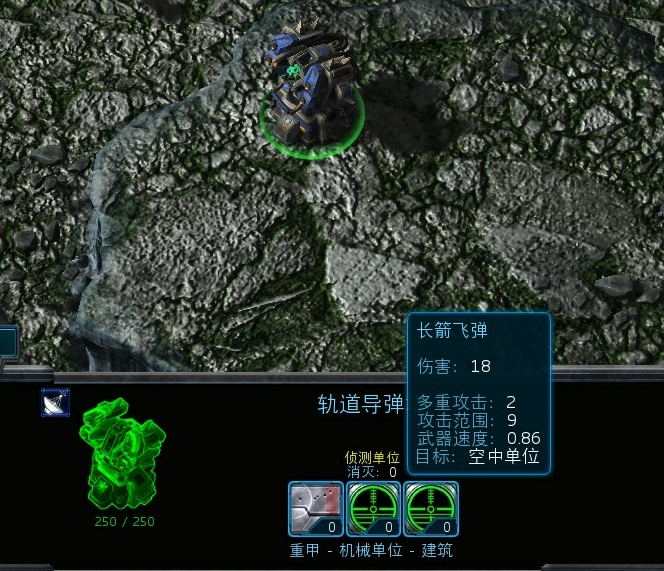 长箭飞弹
伤害: 18
多重攻击: 2
攻击范围: 9
武器速度: 0.86
目标: 空中单位
轨道导弹
侦测单位
消灭: 0
0
0
0
250 / 250
重甲 - 机械单位 - 建筑